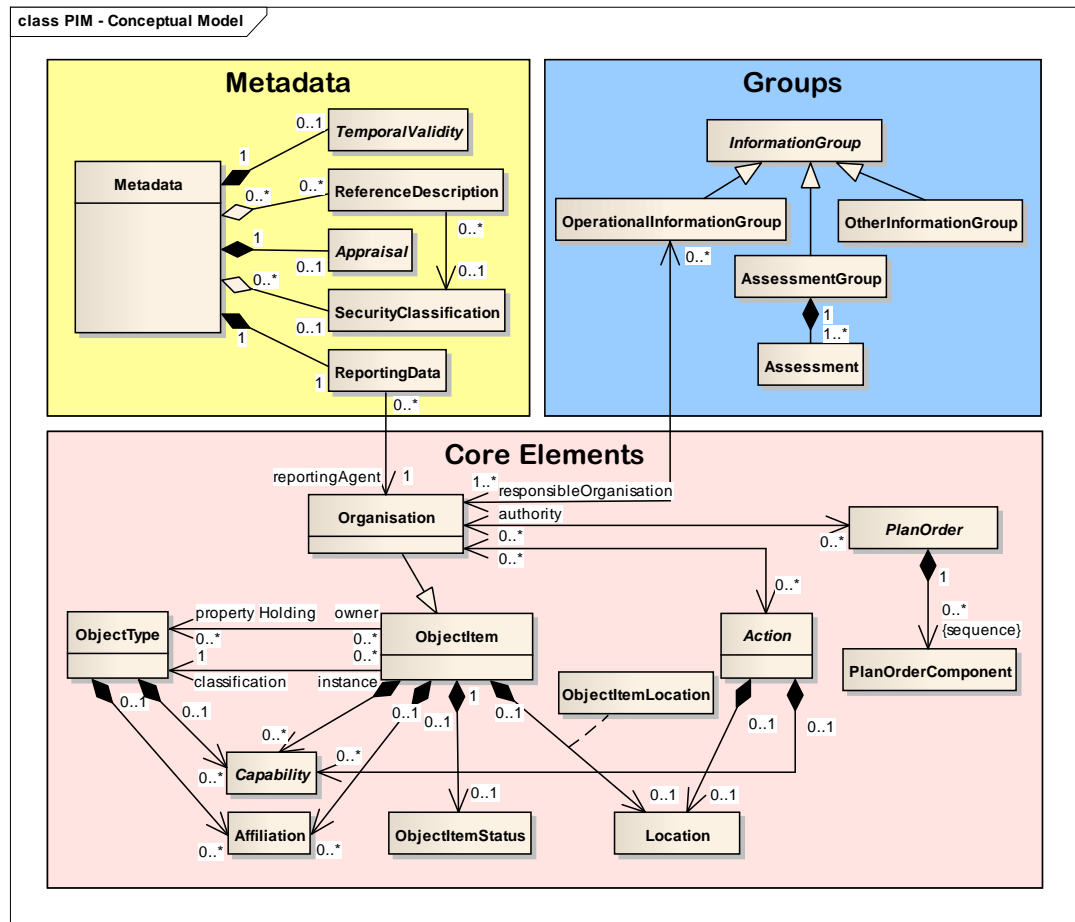 class PIM - Conceptual Model
Metadata
Groups
TemporalValidity
0..1
1
InformationGroup
Metadata
ReferenceDescription
0..*
0..*
OperationalInformationGroup
OtherInformationGroup
0..*
0..*
1
Appraisal
0..1
0..1
AssessmentGroup
0..*
SecurityClassification
0..1
1
1..*
1
ReportingData
1
Assessment
0..*
Core Elements
reportingAgent
1
1..*
responsibleOrganisation
Organisation
authority
0..*
0..*
0..*
PlanOrder
1
0..*
0..*
{sequence}
property Holding
owner
ObjectType
0..*
0..*
ObjectItem
Action
1
0..*
classification
instance
PlanOrderComponent
ObjectItemLocation
0..1
0..1
0..1
0..1
1
0..1
0..1
0..1
0..*
0..*
Capability
0..*
0..1
0..1
0..1
Affiliation
0..*
0..*
ObjectItemStatus
Location